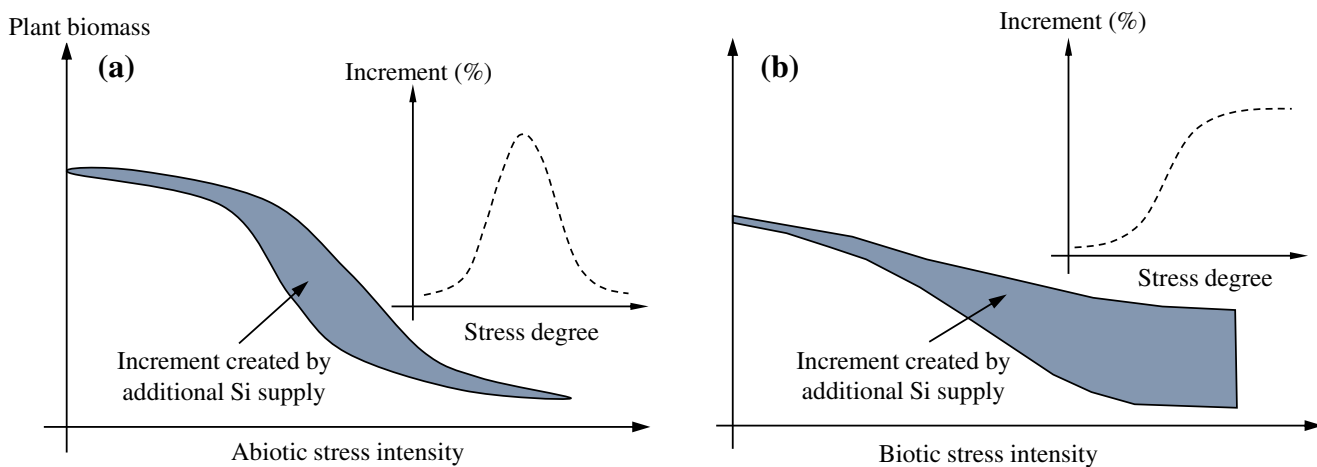 Plant biomass
(a)
Increment (%)
Stress degree
Increment created by
additional Si supply
Abiotic stress intensity
Increment (%)
(b)
Stress degree
Increment created by
additional Si supply
Biotic stress intensity